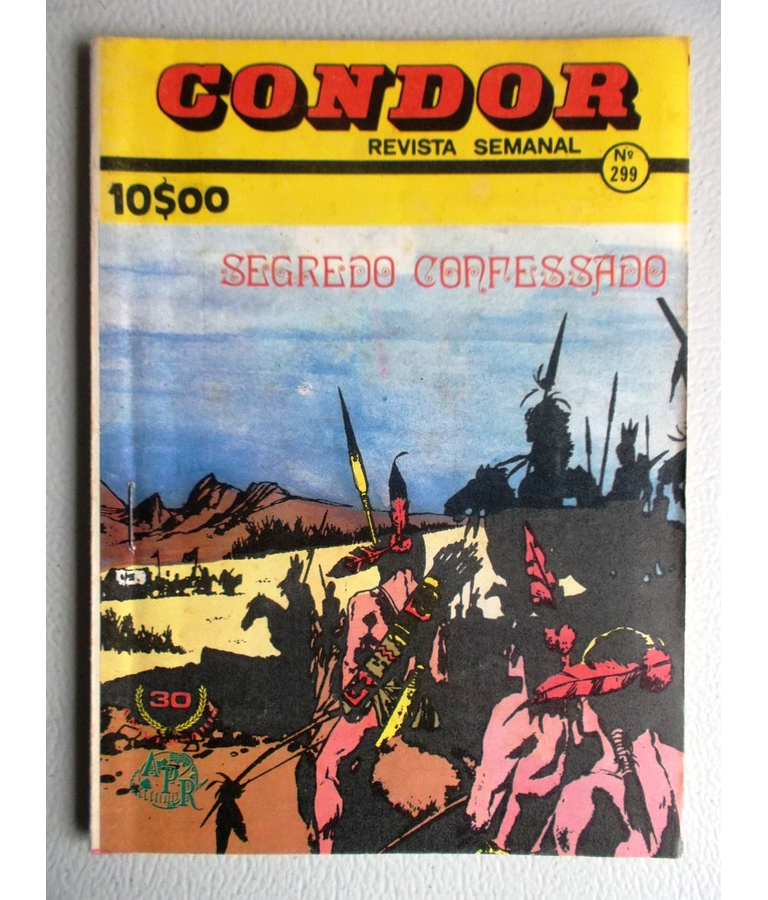 CONDOR
REVISTA SEMANAL
Nº
299
10$00
SEGREDO CONFESSADO
30
APR